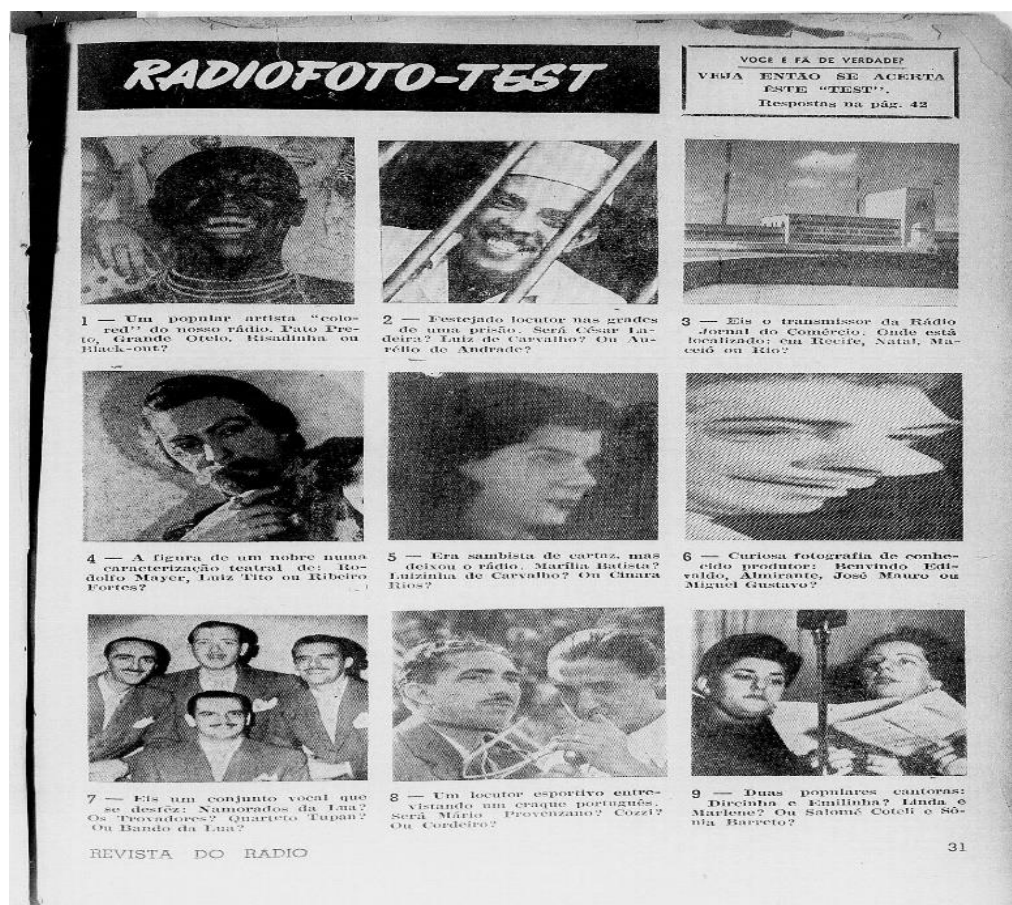 RADIOFOTO-TEST
VOCÊ É FÃ DE VERDADE?
VEJA ENTÃO SE ACERTA
ÊSTE "TEST".
Respostas na pág. 42
1 — Um popular artista "colo-
red" do nosso rádio. Pato Pre-
to, Grande Otelo, Risadinha ou
Black-out?
2 — Festejado locutor nas grades
de uma prisão. Será César La-
deira? Luiz de Carvalho? Ou Au-
rélio de Andrade?
3 — Eis o transmissor da Rádio
Jornal do Comércio. Onde está
localizado: em Recife, Natal, Ma-
ceió ou Rio?
4 — A figura de um nobre numa
caracterização teatral de: Ro-
dolfo Mayer, Luiz Tito ou Ribeiro
Fortes?
5 — Era sambista de cartaz, mas
deixou o rádio. Marília Batista?
Luizinha de Carvalho? Ou Cinara
Rios?
6 — Curiosa fotografia de conhe-
cido produtor: Benvindo Edi-
valdo, Almirante, José Mauro ou
Miguel Gustavo?
7 — Eis um conjunto vocal que
se desfêz: Namorados da Lua?
Os Trovadores? Quarteto Tupan?
Ou Bando da Lua?
8 — Um locutor esportivo entre-
vistando um craque português.
Será Mário Provenzano? Cozzi?
Ou Cordeiro?
9 — Duas populares cantoras:
Dircinha e Emilinha? Linda e
Marlene? Ou Salomé Coteli e Sô-
nia Barreto?
REVISTA DO RADIO
31